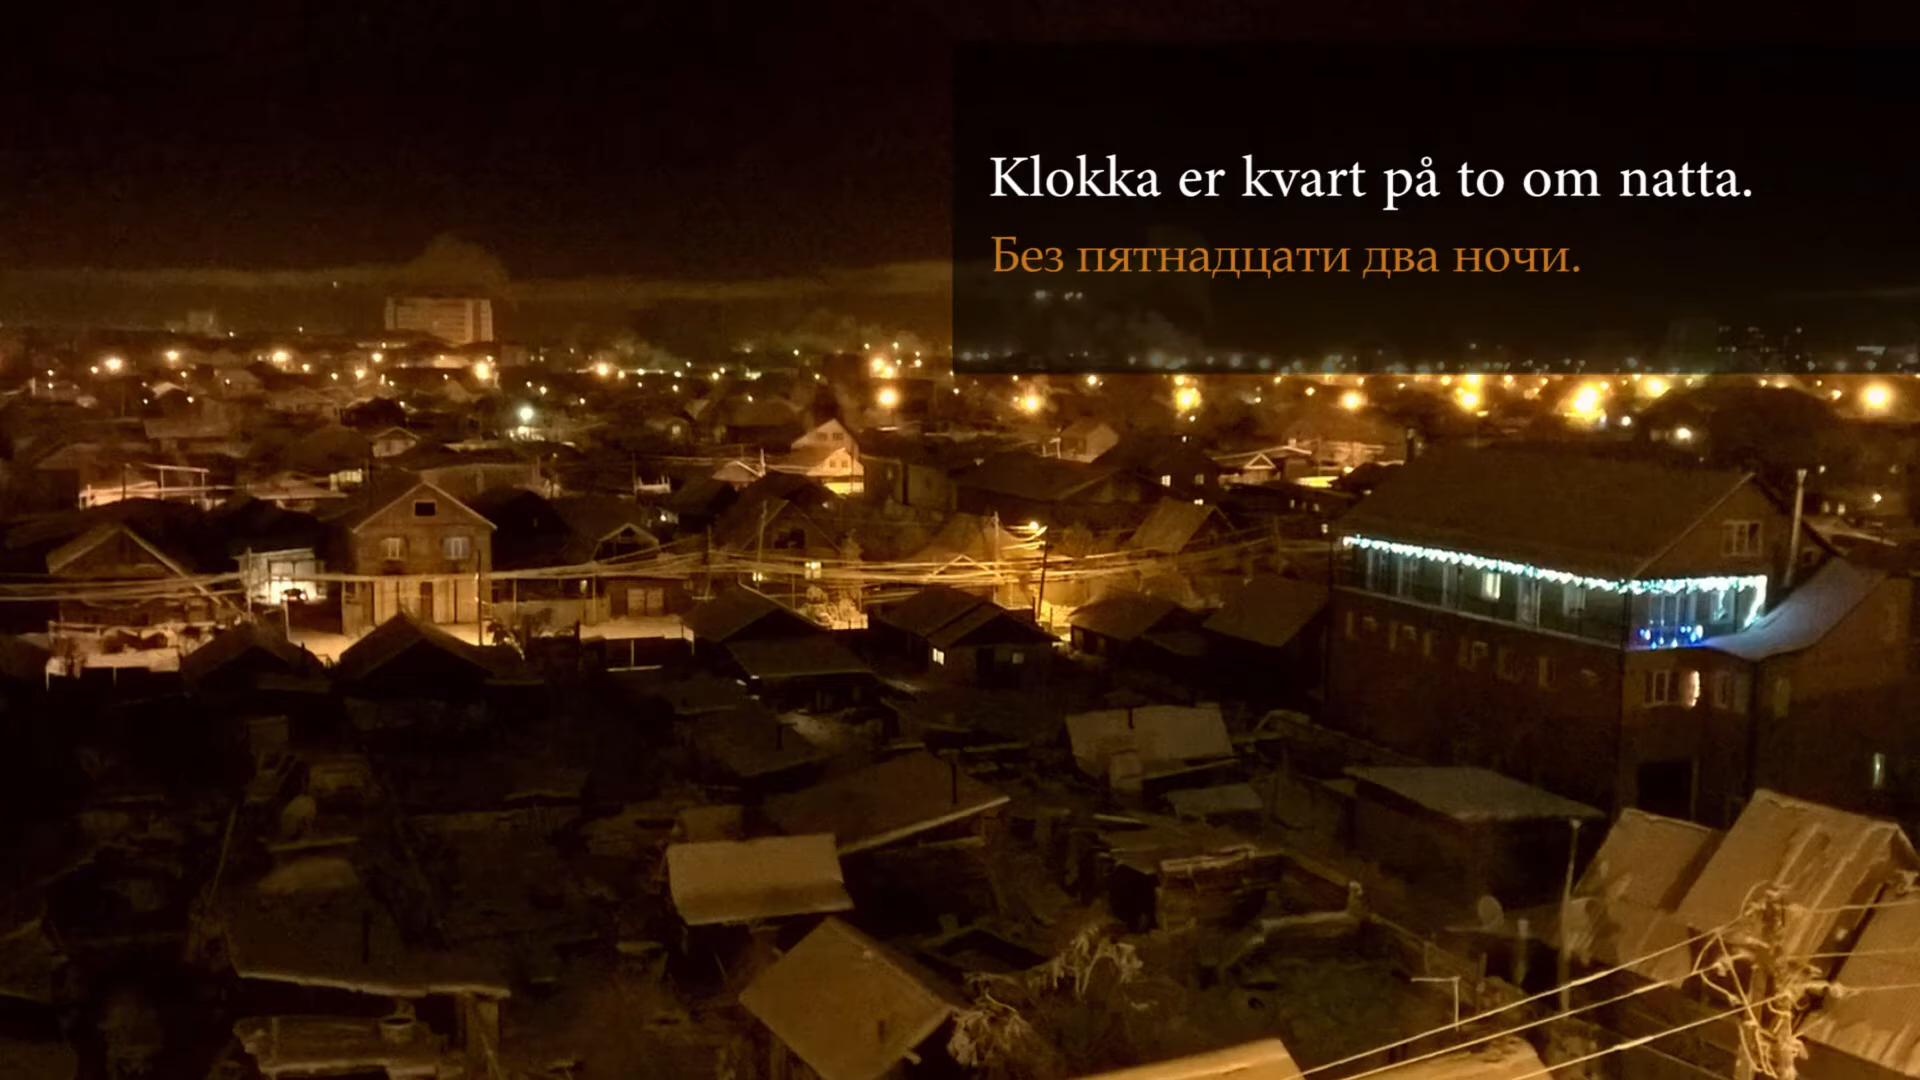 Klokka er kvart på to om natta.
Без пятнадцати два ночи.